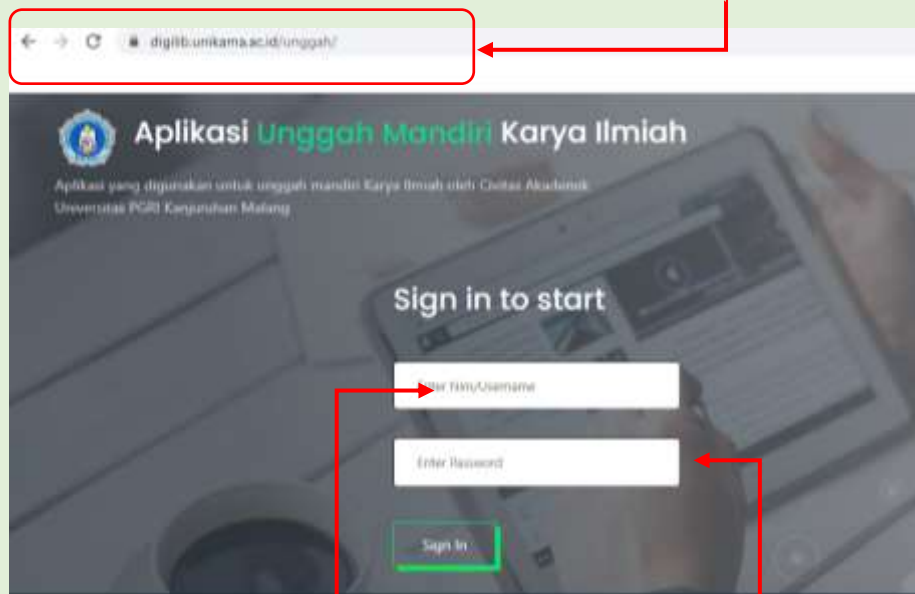 digilib.unikama.ac.id/unggah/
Aplikasi Unggah Mandiri Karya Ilmiah
Aplikasi yang digunakan untuk unggah mandiri Karya Ilmiah oleh Civitas Akademik
Universitas PGRI Kanjuruhan Malang
Sign in to start
Enter Nim/Username
Enter Password
Sign In